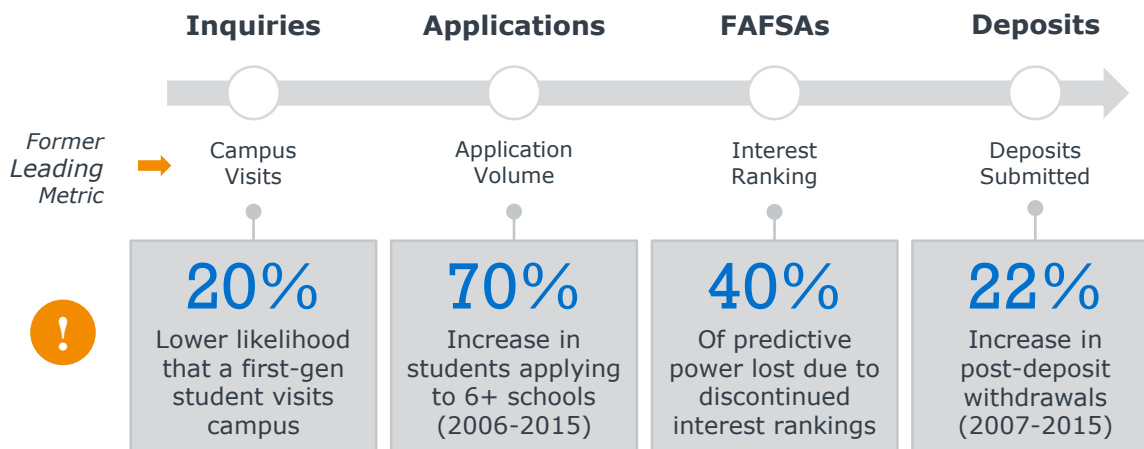 Inquiries
Applications
FAFSAs
Deposits
Former
Leading
Metric
Campus
Visits
Application
Volume
Interest
Ranking
Deposits
Submitted
!
20%
Lower likelihood
that a first-gen
student visits
campus
70%
Increase in
students applying
to 6+ schools
(2006-2015)
40%
Of predictive
power lost due to
discontinued
interest rankings
22%
Increase in
post-deposit
withdrawals
(2007-2015)